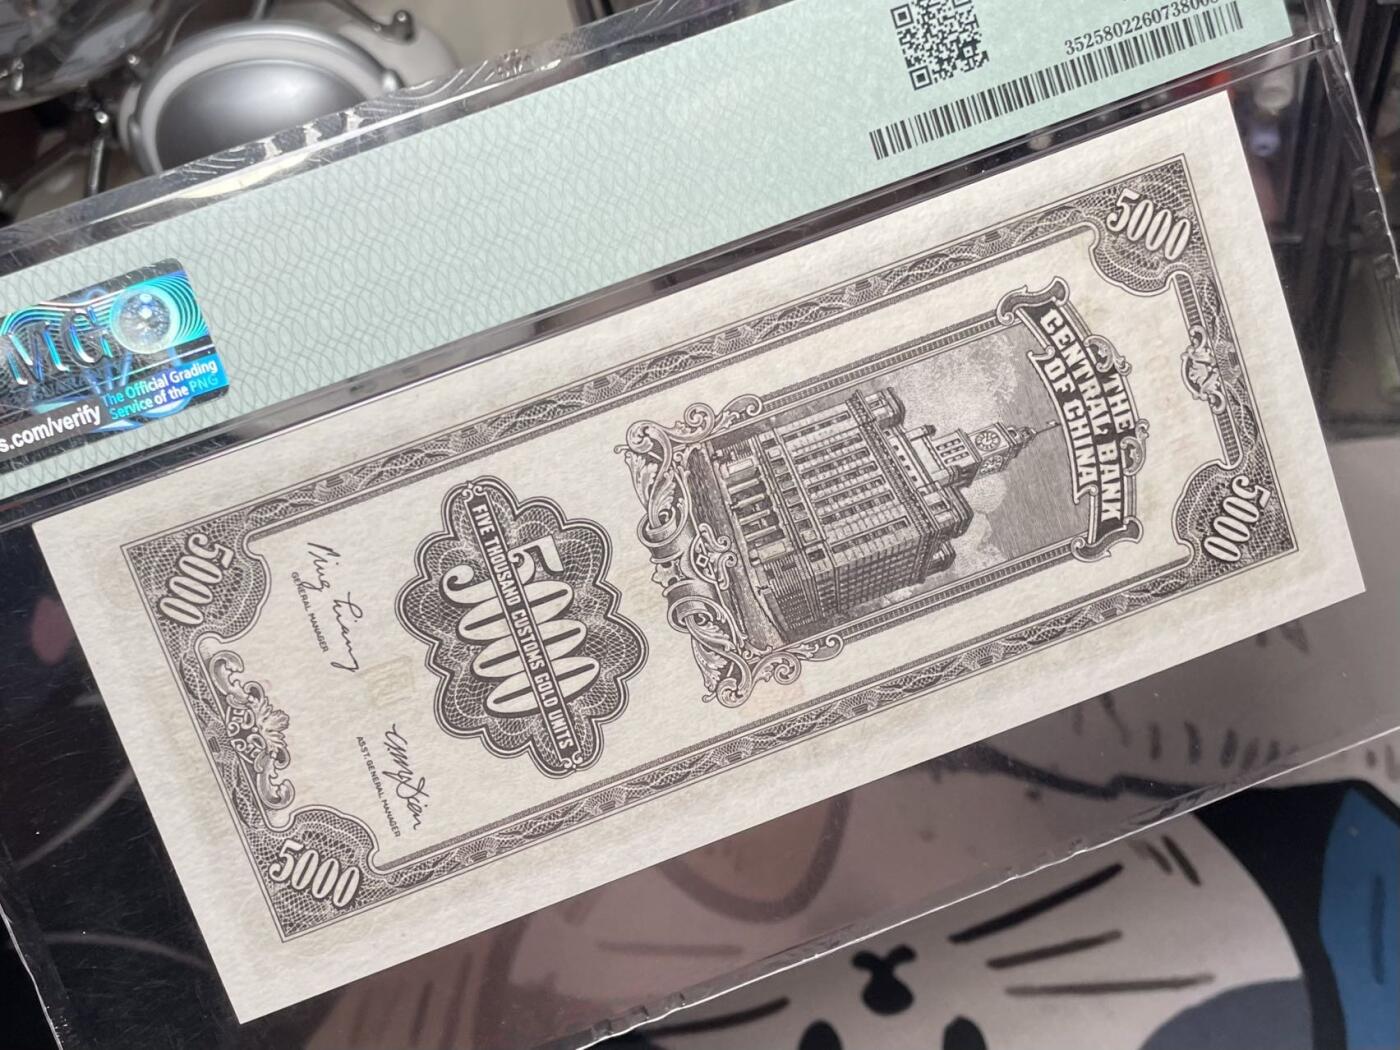 MG
The Official Grading
Service of the PNG
s.com/verify
5000
5000
THE
CENTRAL BANK
OF CHINA
5000
FIVE THOUSAND CUSTOMS GOLD UNITS
GENERAL MANAGER
ASST. GENERAL MANAGER
5000
5000